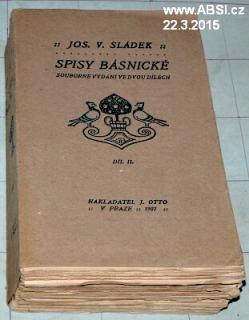 www.ABSI.cz
22.3.2015
:: JOS. V. SLÁDEK ::
SPISY BÁSNICKÉ
SOUBORNÉ VYDÁNÍ VE DVOU DÍLECH
DÍL II.
NAKLADATEL J. OTTO
:: V PRAZE :: 1907 ::